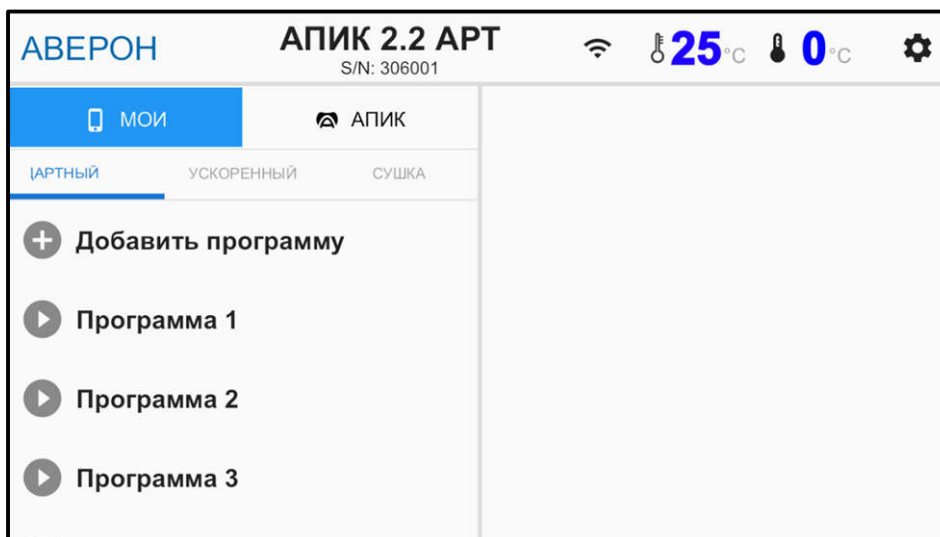 АВЕРОН
АПИК 2.2 АРТ
S/N: 306001
25 °C
0 °C
МОИ
АПИК
ДАРТНЫЙ УСКОРЕННЫЙ СУШКА
Добавить программу
Программа 1
Программа 2
Программа 3